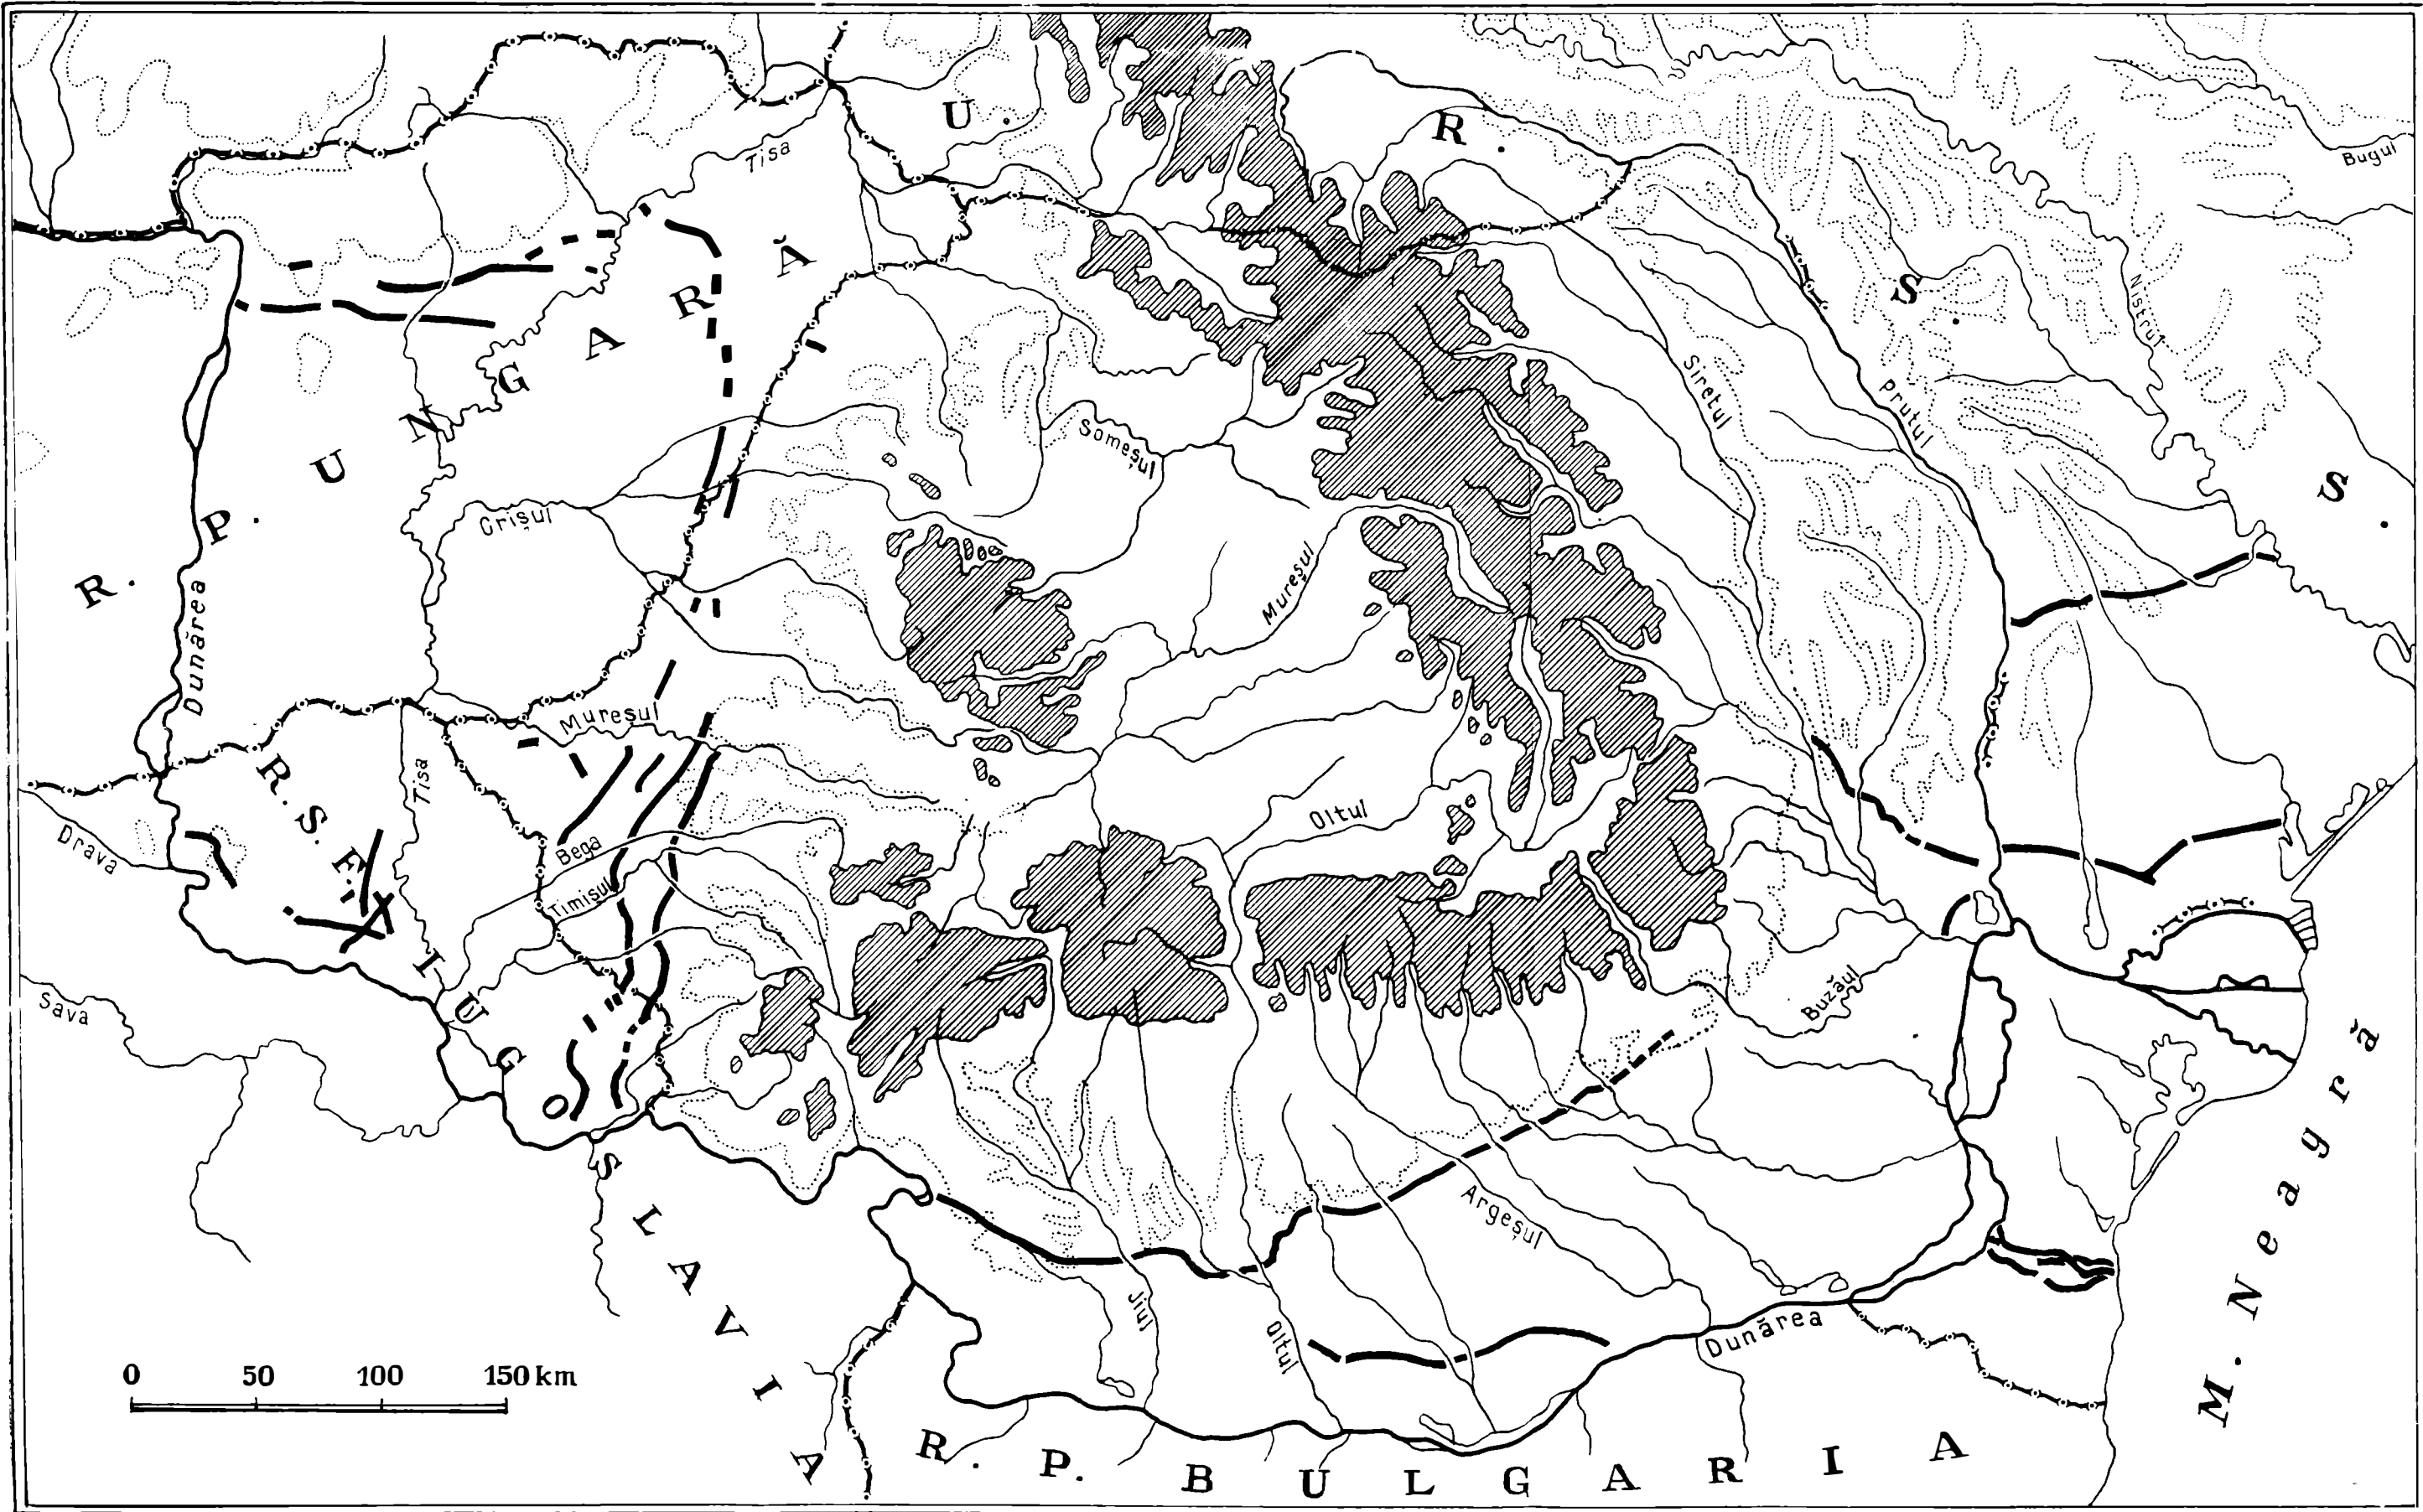 U. R. S. S.
R. P. UNGARĂ
R. S. F. IUGOSLAVIA
R. P. BULGARIA
M. Neagră
Tisa
Bugul
Nistrul
Prutul
Siretul
Someșul
Crișul
Mureșul
Dunărea
Mureșul
Tisa
Drava
Bega
Timișul
Oltul
Sava
Buzăul
Argeșul
Jiul
Oltul
Dunărea
0 50 100 150 km